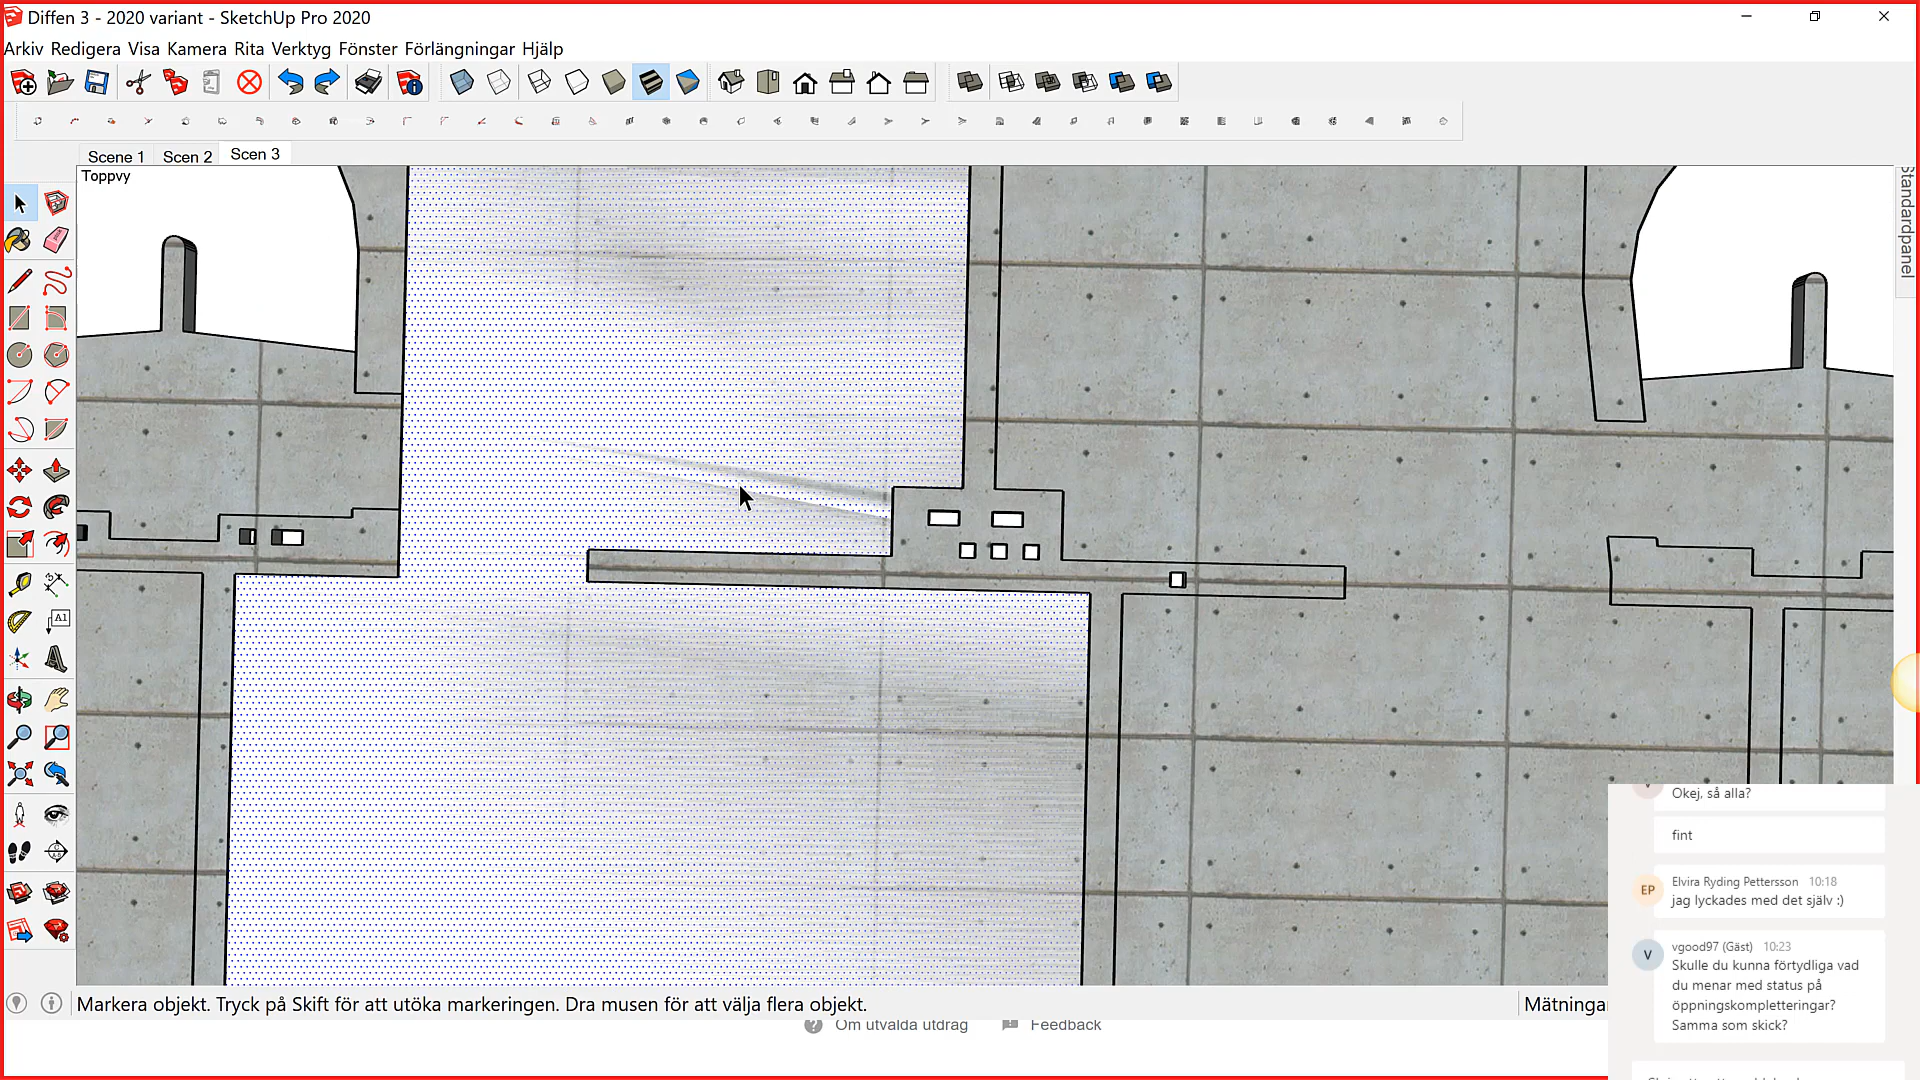 Diffen 3 - 2020 variant - SketchUp Pro 2020
Arkiv Redigera Visa Kamera Rita Verktyg Fönster Förlängningar Hjälp
Scene 1 Scen 2 Scen 3
Toppvy
Standardpanel
A1
Okej, så alla?
fint
EP Elvira Ryding Pettersson 10:18
jag lyckades med det själv :)
V vgood97 (Gäst) 10:23
Skulle du kunna förtydliga vad
du menar med status på
öppningskompletteringar?
Samma som skick?
Markera objekt. Tryck på Skift för att utöka markeringen. Dra musen för att välja flera objekt.
Mätningar
Om utvalda utdrag Feedback